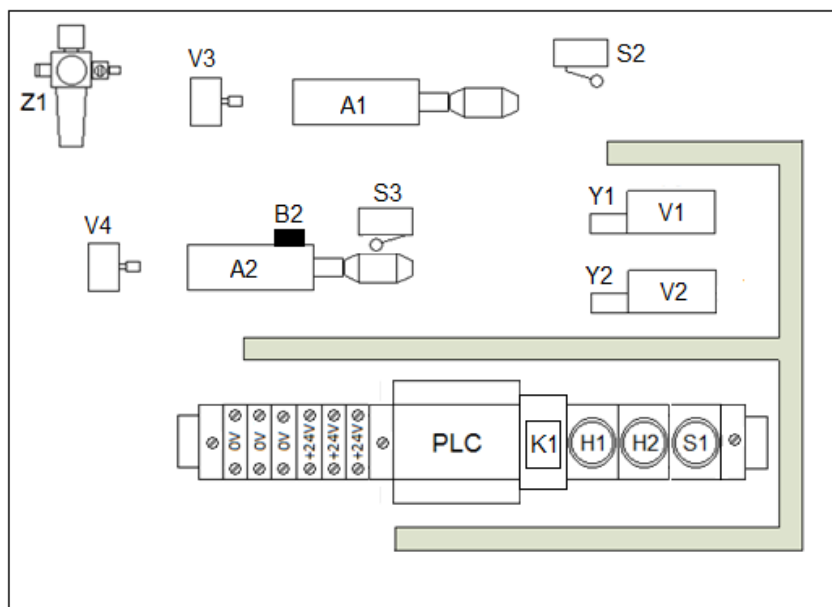 V3
S2
Z1
A1
S3
Y1
V1
B2
V4
A2
Y2
V2
0V
0V
0V
+24V
+24V
+24V
PLC
K1
H1
H2
S1